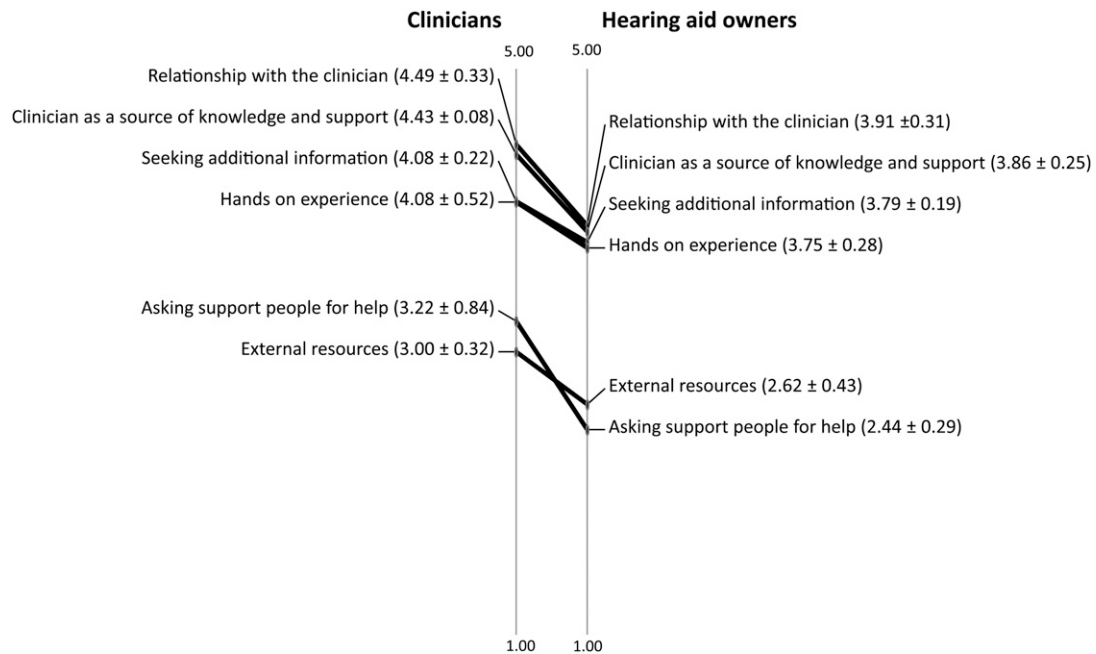 Clinicians
Hearing aid owners
5.00
5.00
Relationship with the clinician (4.49 ± 0.33)
Clinician as a source of knowledge and support (4.43 ± 0.08)
Seeking additional information (4.08 ± 0.22)
Hands on experience (4.08 ± 0.52)
Asking support people for help (3.22 ± 0.84)
External resources (3.00 ± 0.32)
Relationship with the clinician (3.91 ±0.31)
Clinician as a source of knowledge and support (3.86 ± 0.25)
Seeking additional information (3.79 ± 0.19)
Hands on experience (3.75 ± 0.28)
External resources (2.62 ± 0.43)
Asking support people for help (2.44 ± 0.29)
1.00
1.00